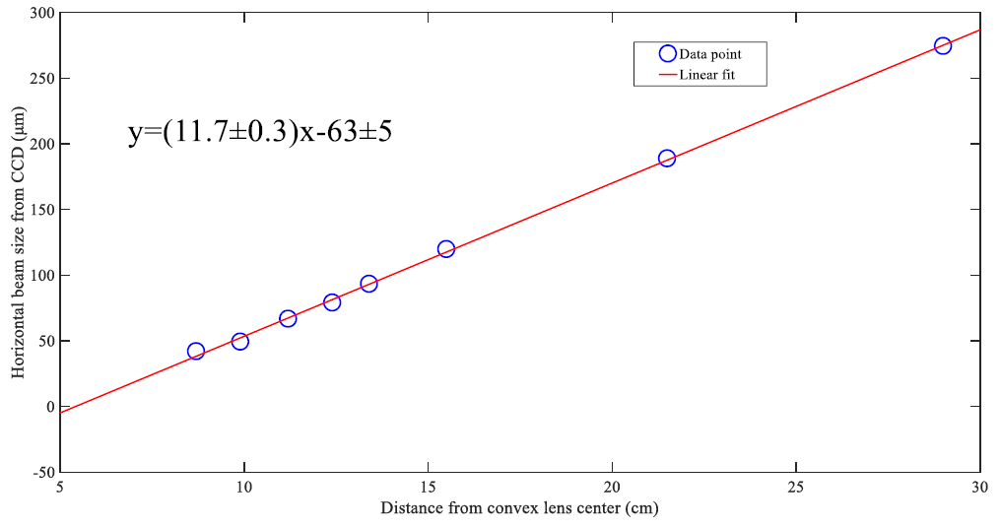 300
250
200
150
100
50
0
-50
5
10
15
20
25
30
Horizontal beam size from CCD (μm)
Distance from convex lens center (cm)
y=(11.7±0.3)x-63±5
Data point
Linear fit